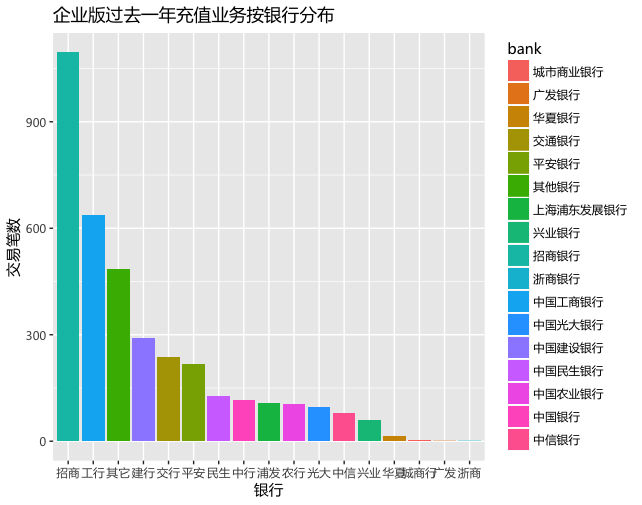 企业版过去一年充值业务按银行分布
交易笔数
900
600
300
0
招商 工行 其它 建行 交行 平安 民生 中行 浦发 农行 光大 中信 兴业 华夏 城商行 广发 浙商
银行
bank
城市商业银行
广发银行
华夏银行
交通银行
平安银行
其他银行
上海浦东发展银行
兴业银行
招商银行
浙商银行
中国工商银行
中国光大银行
中国建设银行
中国民生银行
中国农业银行
中国银行
中信银行